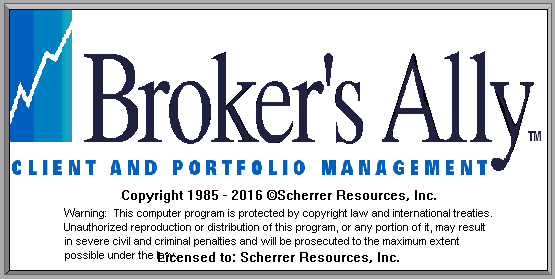 Broker's Ally TM
CLIENT AND PORTFOLIO MANAGEMENT
Copyright 1985 - 2016 ©Scherrer Resources, Inc.
Warning: This computer program is protected by copyright law and international treaties.
Unauthorized reproduction or distribution of this program, or any portion of it, may result
in severe civil and criminal penalties and will be prosecuted to the maximum extent
possible under the
Licensed to: Scherrer Resources, Inc.